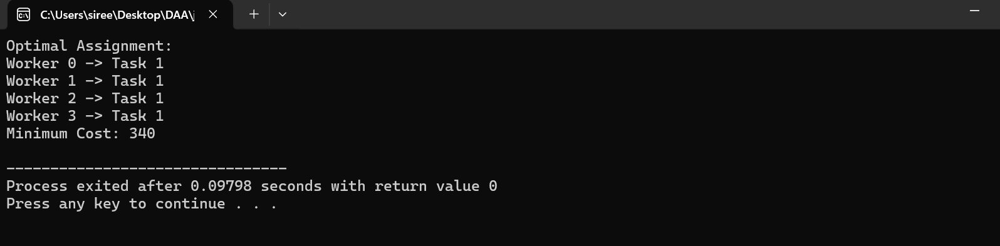 C:\Users\siree\Desktop\DAA\j
Optimal Assignment:
Worker 0 -> Task 1
Worker 1 -> Task 1
Worker 2 -> Task 1
Worker 3 -> Task 1
Minimum Cost: 340
--------------------------------
Process exited after 0.09798 seconds with return value 0
Press any key to continue . . .